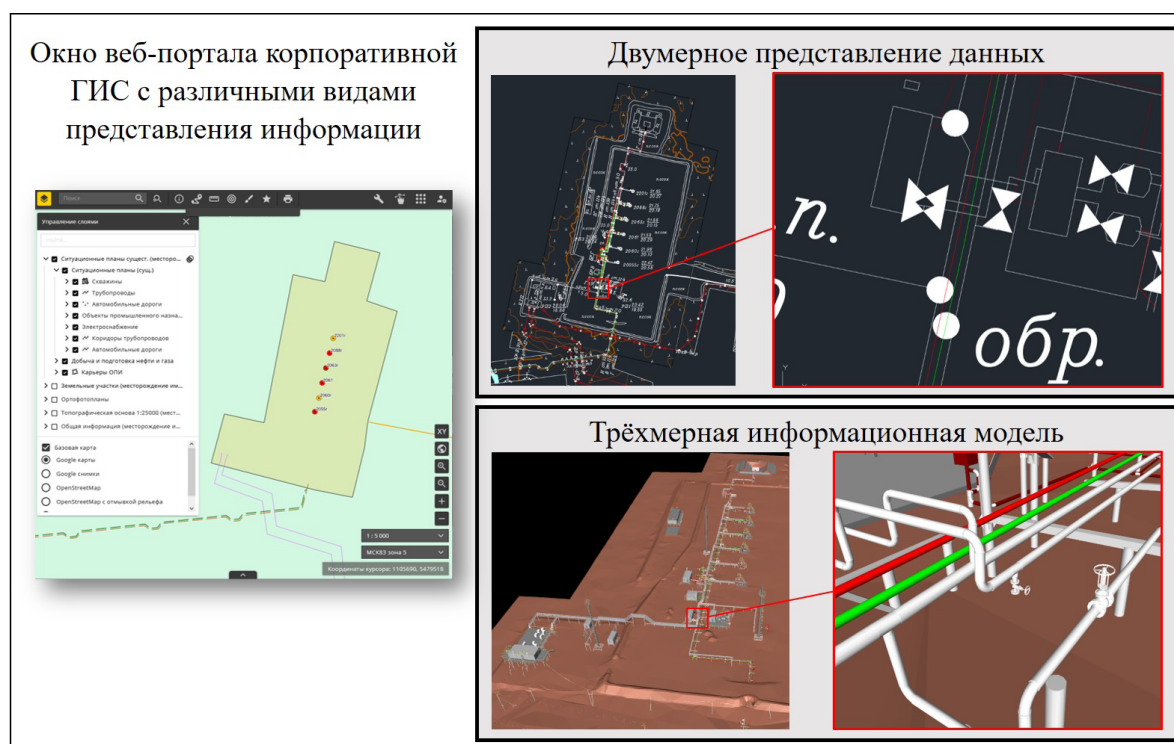 Окно веб-портала корпоративной
ГИС с различными видами
представления информации
Поиск
Управление слоями
Ситуационные планы сущест. (месторо...
Ситуационные планы (сущ.)
Скважины
Трубопроводы
Автомобильные дороги
Объекты промышленного назна...
Электроснабжение
Коридоры трубопроводов
Автомобильные дороги
Добыча и подготовка нефти и газа
Карьеры ОПИ
Земельные участки (месторождение им...
Ортофотопланы
Топографическая основа 1:25000 (мест...
Общая информация (месторождение и...
Базовая карта
Google карты
Google снимки
OpenStreetMap
OpenStreetMap с отмывкой рельефа
XY
1 : 5 000
МСК83 зона 5
Координаты курсора: 1105690, 5479518
Двумерное представление данных
п.
обр.
Трёхмерная информационная модель